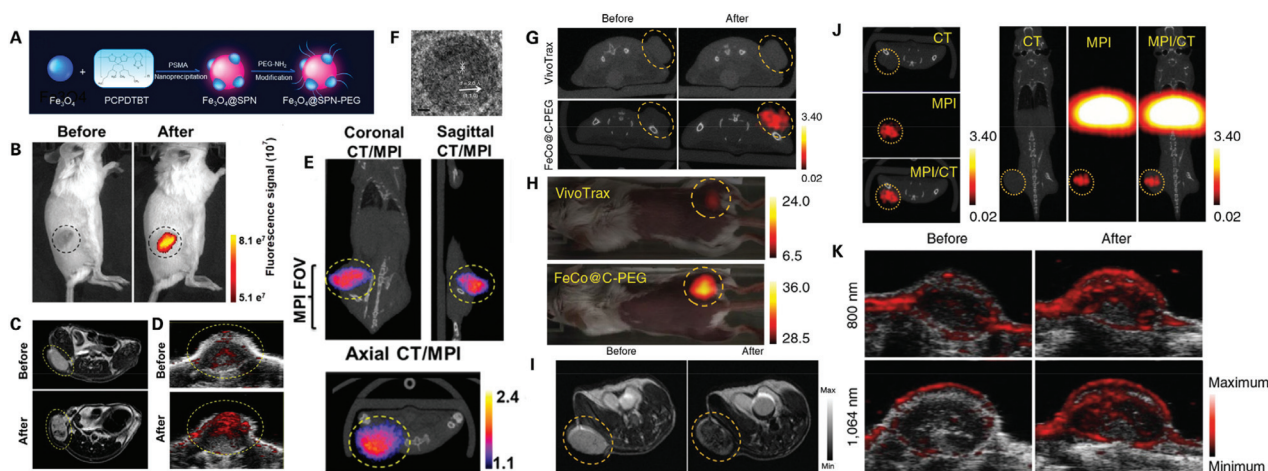 A
Fe₃O₄
+
PCPDTBT
PSMA
Nanoprecipitation
Fe₃O₄@SPN
PEG-NH₂
Modification
Fe₃O₄@SPN-PEG
B
Before
After
Fluorescence signal (10⁷)
8.1 e⁷
5.1 e⁷
C
Before
After
D
Before
After
E
Coronal
CT/MPI
Sagittal
CT/MPI
MPI FOV
Axial CT/MPI
2.4
1.1
F
G
Before
After
VivoTrax
FeCo@C-PEG
3.40
0.02
H
VivoTrax
24.0
6.5
FeCo@C-PEG
36.0
28.5
I
Before
After
Max
Min
J
CT
MPI
MPI/CT
3.40
0.02
CT
MPI
MPI/CT
3.40
0.02
K
Before
After
800 nm
1,064 nm
Maximum
Minimum